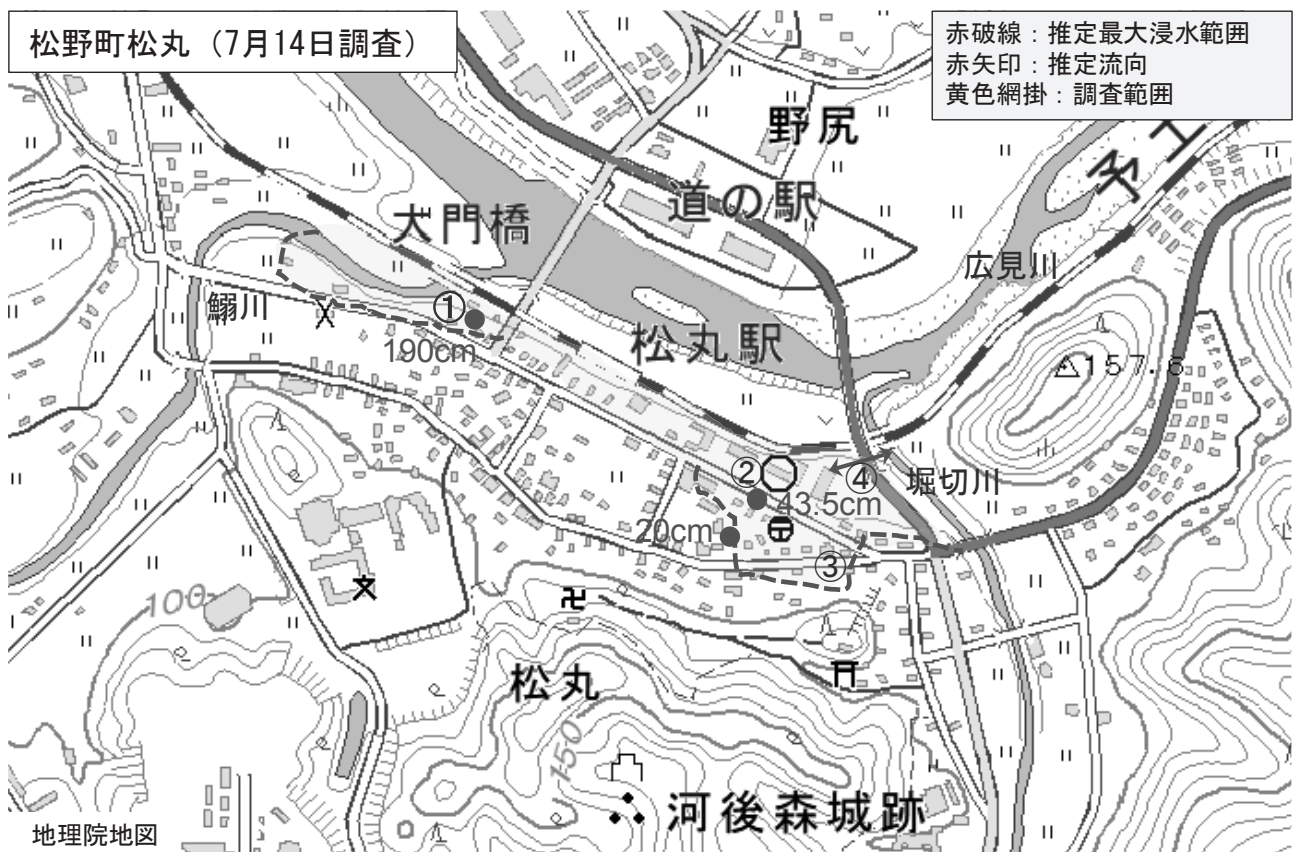 松野町松丸（7月14日調査）
赤破線：推定最大浸水範囲
赤矢印：推定流向
黄色網掛：調査範囲
野尻
道の駅
大門橋
広見川
鰯川
①
190cm
松丸駅
157.6
②
④
堀切川
43.5cm
20cm
③
100
松丸
150
河後森城跡
地理院地図